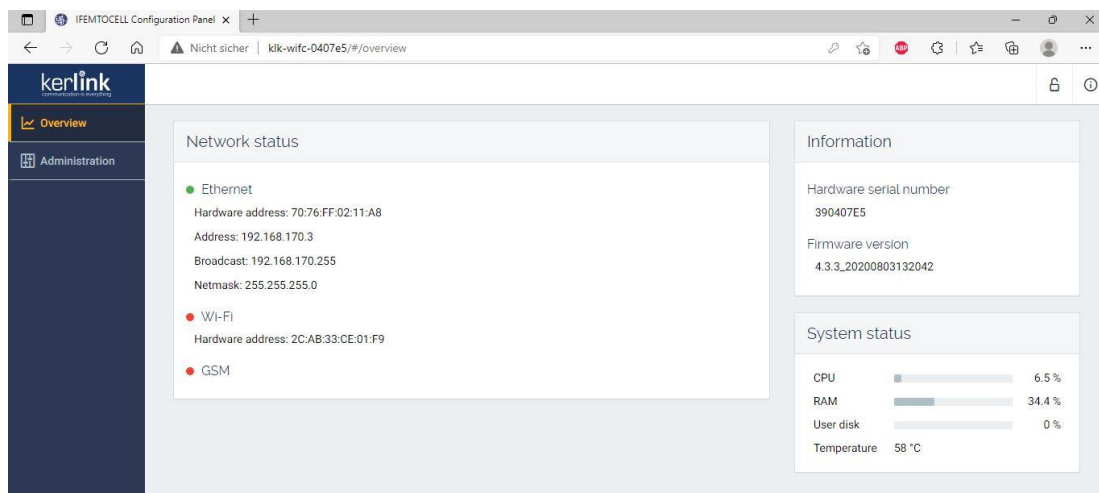 IFEMTOCELL Configuration Panel
Nicht sicher klk-wifc-0407e5/#/overview
ABP
kerlink
communication is everything
Overview
Administration
Network status
Ethernet
Hardware address: 70:76:FF:02:11:A8
Address: 192.168.170.3
Broadcast: 192.168.170.255
Netmask: 255.255.255.0
Wi-Fi
Hardware address: 2C:AB:33:CE:01:F9
GSM
Information
Hardware serial number
390407E5
Firmware version
4.3.3_20200803132042
System status
CPU 6.5 %
RAM 34.4 %
User disk 0 %
Temperature 58 °C